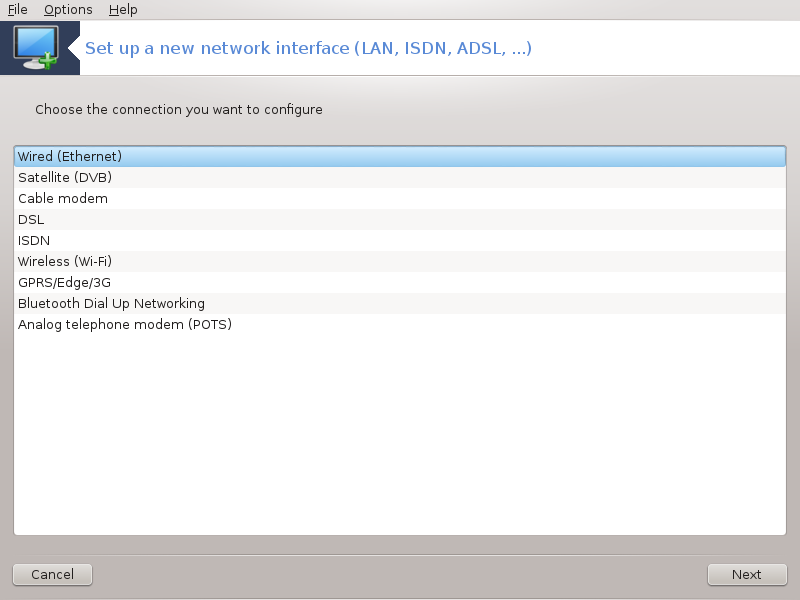 File Options Help
Set up a new network interface (LAN, ISDN, ADSL, ...)
Choose the connection you want to configure
Wired (Ethernet)
Satellite (DVB)
Cable modem
DSL
ISDN
Wireless (Wi-Fi)
GPRS/Edge/3G
Bluetooth Dial Up Networking
Analog telephone modem (POTS)
Cancel Next